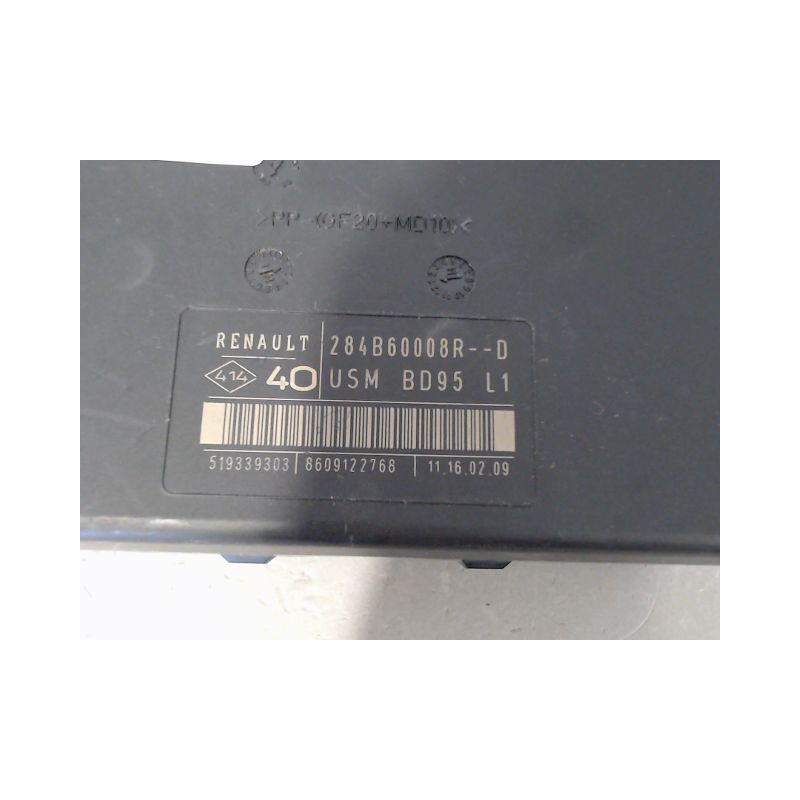 >PP-(GF20+MD10)<
RENAULT 284B60008R--D
414 40 USM BD95 L1
519339303 8609122768 11.16.02.09